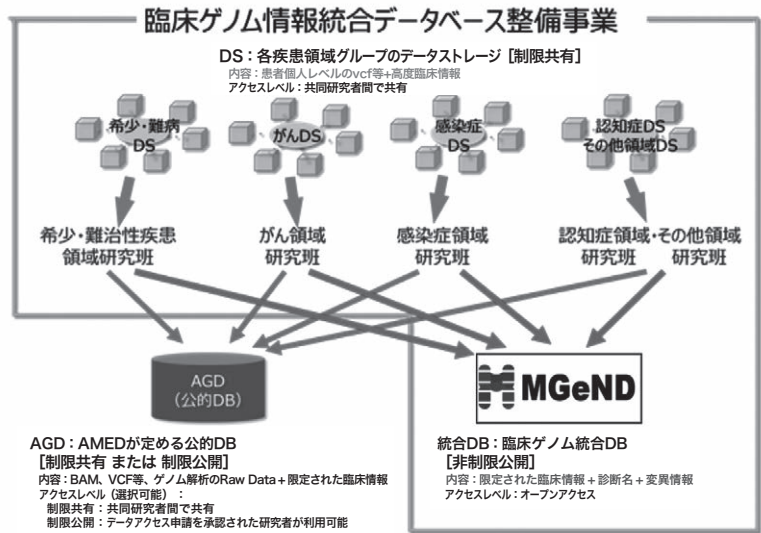 臨床ゲノム情報統合データベース整備事業
DS：各疾患領域グループのデータストレージ［制限共有］
内容：患者個人レベルのvcf等+高度臨床情報
アクセスレベル：共同研究者間で共有
希少・難病
DS
がんDS
感染症
DS
認知症DS
その他領域DS
希少・難治性疾患
領域研究班
がん領域
研究班
感染症領域
研究班
認知症領域・その他領域
研究班 研究班
AGD
（公的DB）
MGeND
AGD：AMEDが定める公的DB
［制限共有 または 制限公開］
内容：BAM、VCF等、ゲノム解析のRaw Data＋限定された臨床情報
アクセスレベル（選択可能）：
制限共有：共同研究者間で共有
制限公開：データアクセス申請を承認された研究者が利用可能
統合DB：臨床ゲノム統合DB
［非制限公開］
内容：限定された臨床情報＋診断名＋変異情報
アクセスレベル：オープンアクセス